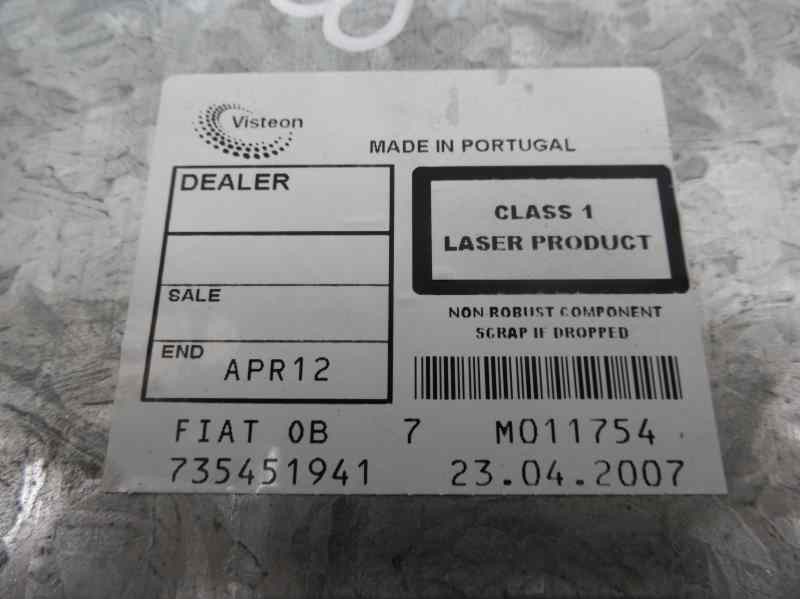 Visteon
MADE IN PORTUGAL
DEALER
CLASS 1
LASER PRODUCT
SALE
NON ROBUST COMPONENT
SCRAP IF DROPPED
END APR12
FIAT 0B 7 M011754
735451941 23.04.2007